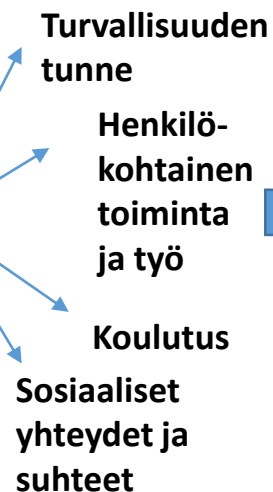 Turvallisuuden
tunne
Henkilö-
kohtainen
toiminta
ja työ
Koulutus
Sosiaaliset
yhteydet ja
suhteet